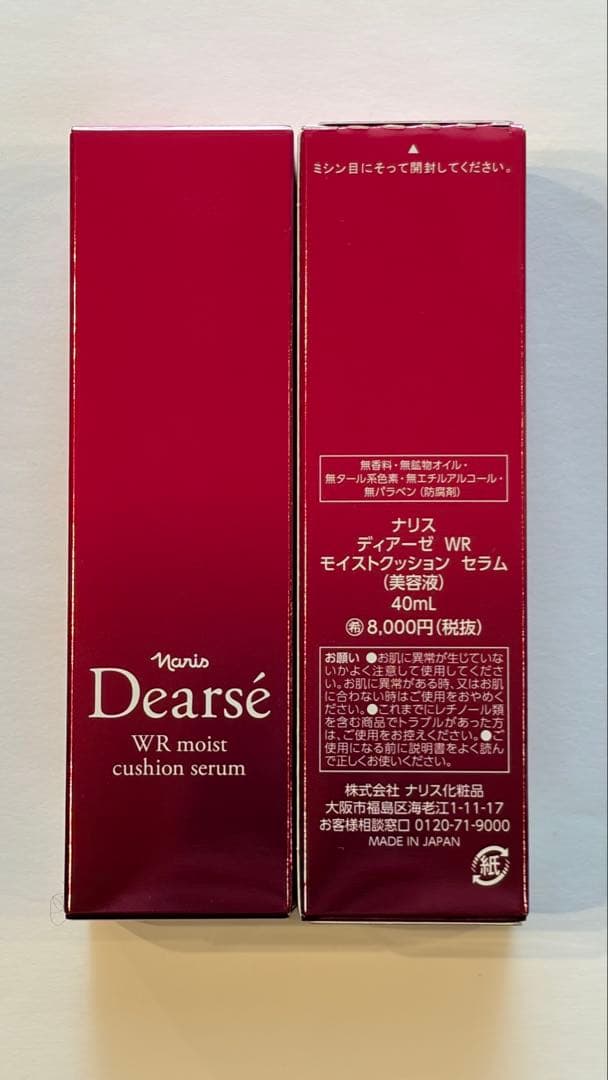 naris
Dearsé
WR moist
cushion serum
▲
ミシン目にそって開封してください。
無香料・無鉱物オイル・
無タール系色素・無エチルアルコール・
無パラベン（防腐剤）
ナリス
ディアーゼ WR
モイストクッション セラム
（美容液）
40mL
㊝8,000円（税抜）
お願い ●お肌に異常が生じていな
いかよく注意して使用してくださ
い。お肌に異常がある時、又はお肌
に合わない時はご使用をおやめくだ
ください。●これまでにレチノール類
を含む商品でトラブルがあった方
は、ご使用をお控えください。●ご
使用になる前に説明書をよく読ん
で正しくお使いください。
株式会社 ナリス化粧品
大阪市福島区海老江1-11-17
お客様相談窓口 0120-71-9000
MADE IN JAPAN
紙